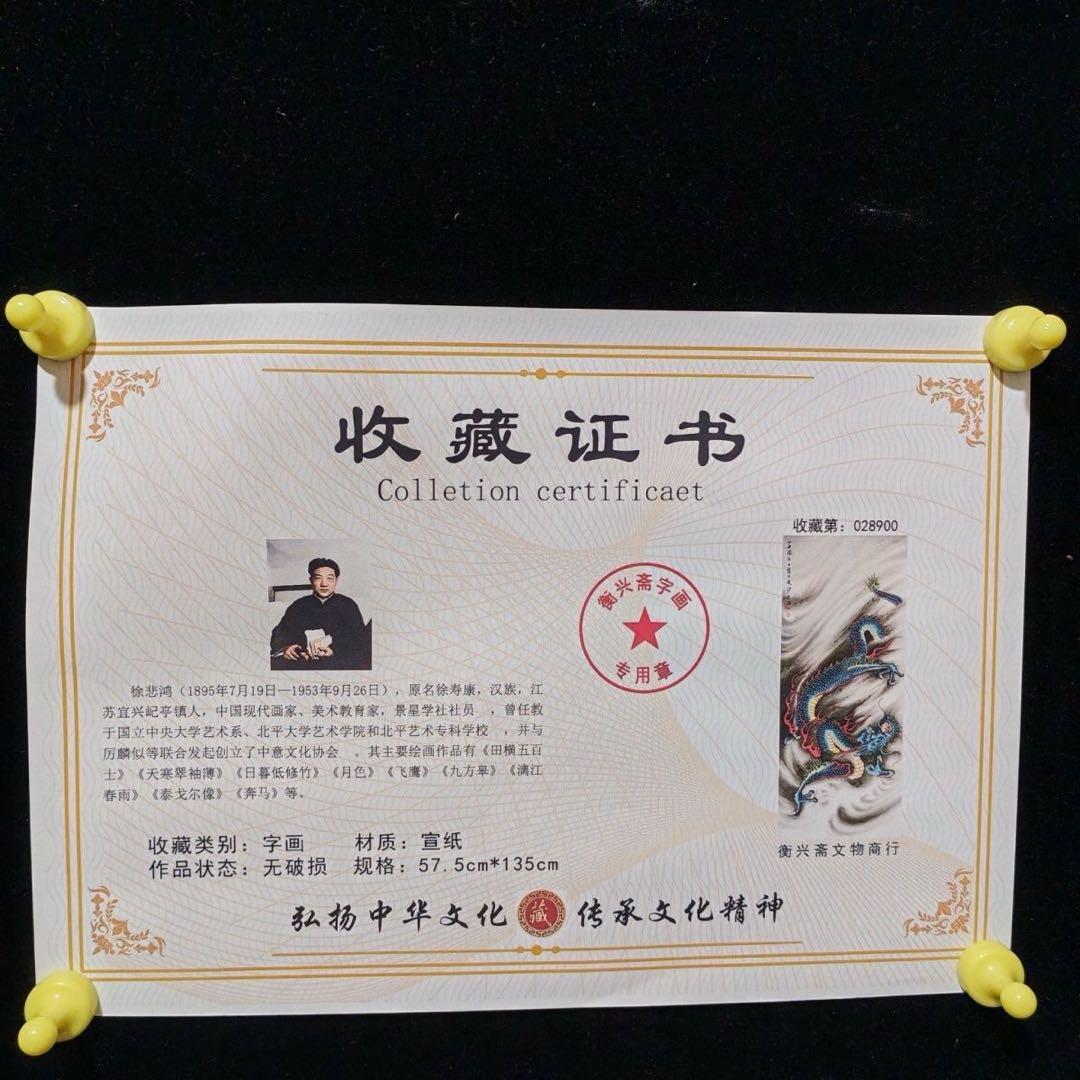 收藏证书
Colletion certificaet
收藏第：028900
衡兴斋字画
专用章
徐悲鸿（1895年7月19日—1953年9月26日），原名徐寿康，汉族，江
苏宜兴屺亭镇人，中国现代画家、美术教育家，景星学社社员 ，曾任教
于国立中央大学艺术系、北平大学艺术学院和北平艺术专科学校 ，并与
厉麟似等联合发起创立了中意文化协会 。其主要绘画作品有《田横五百
士》《天寒翠袖薄》《日暮低修竹》《月色》《飞鹰》《九方皋》《漓江
春雨》《泰戈尔像》《奔马》等。
衡兴斋文物商行
收藏类别：字画 材质：宣纸
作品状态：无破损 规格：57.5cm*135cm
弘扬中华文化 藏 传承文化精神